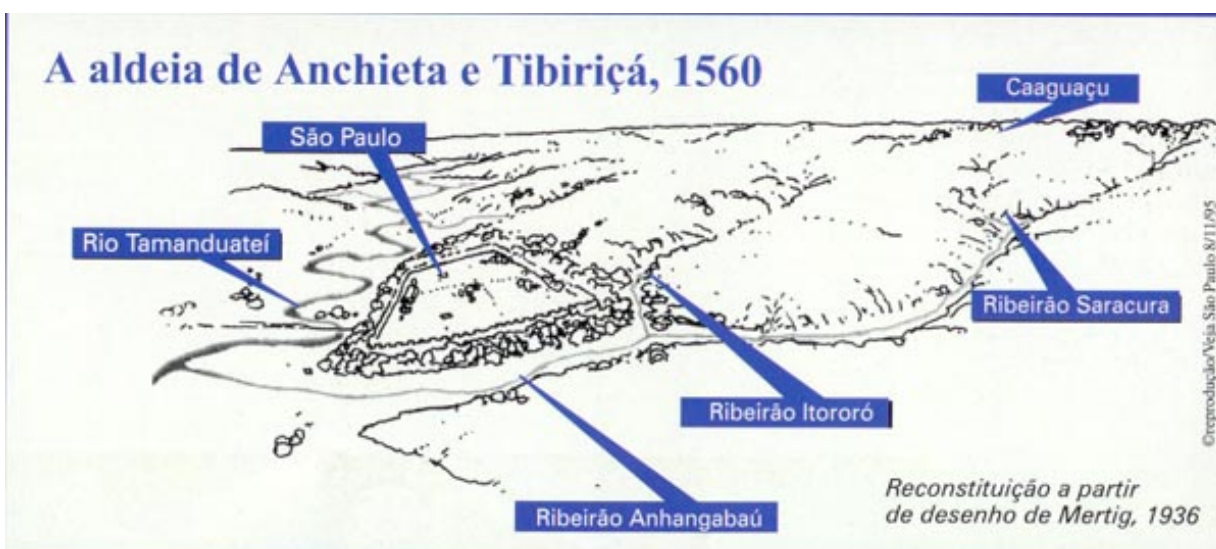 A aldeia de Anchieta e Tibiriçá, 1560
Caaguaçu
São Paulo
Rio Tamanduateí
Ribeirão Saracura
Ribeirão Itororó
Ribeirão Anhangabaú
Reconstituição a partir
de desenho de Mertig, 1936
©reprodução/Veja São Paulo 8/11/95